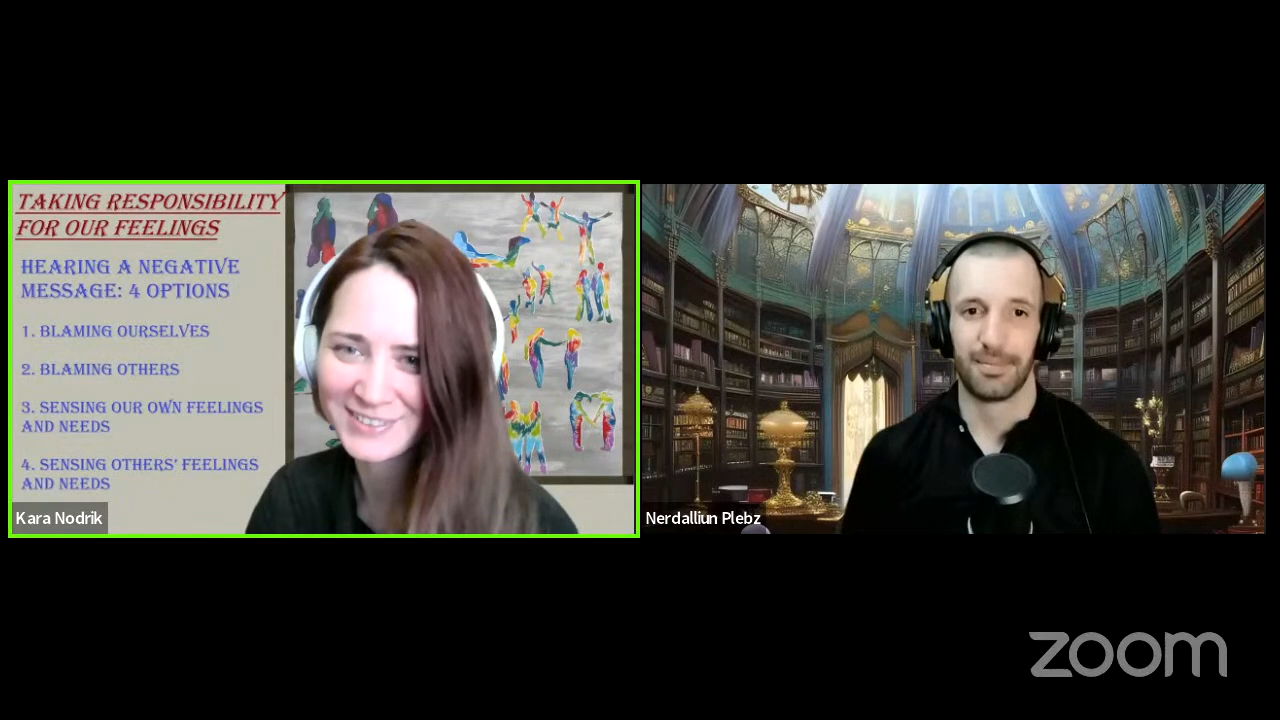 TAKING RESPONSIBILITY
FOR OUR FEELINGS
HEARING A NEGATIVE
MESSAGE: 4 OPTIONS
1. BLAMING OURSELVES
2. BLAMING OTHERS
3. SENSING OUR OWN FEELINGS
AND NEEDS
4. SENSING OTHERS' FEELINGS
AND NEEDS
Kara Nodrik
Nerdalliun Plebz
zoom